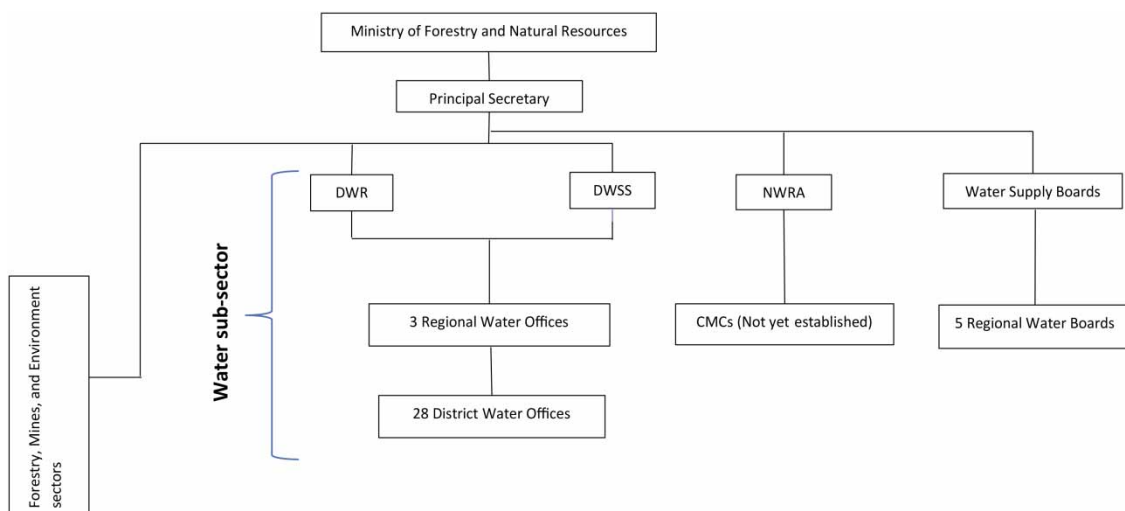 Ministry of Forestry and Natural Resources
Principal Secretary
DWR
DWSS
NWRA
Water Supply Boards
Water sub-sector
Forestry, Mines, and Environment
sectors
3 Regional Water Offices
CMCs (Not yet established)
5 Regional Water Boards
28 District Water Offices